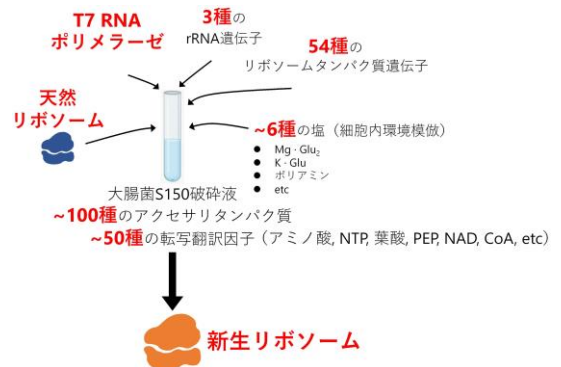 T7 RNA
ポリメラーゼ
3種の
rRNA遺伝子
54種の
リボソームタンパク質遺伝子
天然
リボソーム
~6種の塩（細胞内環境模倣）
● Mg · Glu₂
● K · Glu
● ポリアミン
● etc
大腸菌S150破砕液
~100種のアクセサリタンパク質
~50種の転写翻訳因子（アミノ酸, NTP, 葉酸, PEP, NAD, CoA, etc）
新生リボソーム